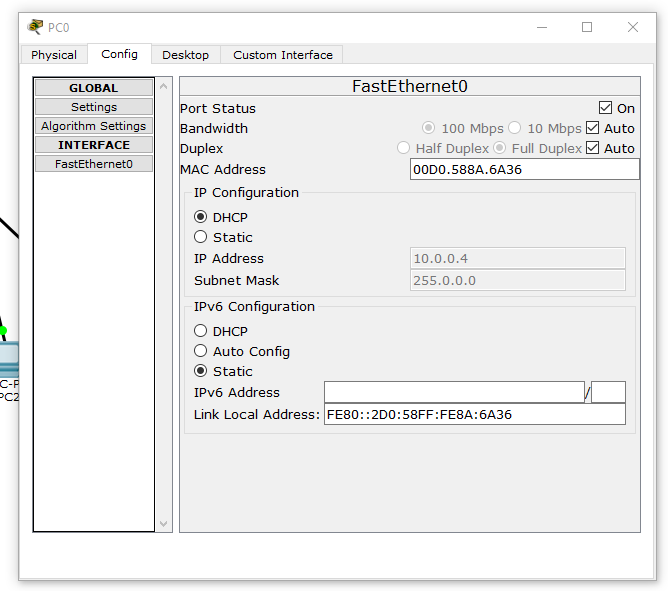 PC0
Physical Config Desktop Custom Interface
GLOBAL
Settings
Algorithm Settings
INTERFACE
FastEthernet0
FastEthernet0
Port Status On
Bandwidth 100 Mbps 10 Mbps Auto
Duplex Half Duplex Full Duplex Auto
MAC Address 00D0.588A.6A36
IP Configuration
DHCP
Static
IP Address 10.0.0.4
Subnet Mask 255.0.0.0
IPv6 Configuration
DHCP
Auto Config
Static
IPv6 Address /
Link Local Address: FE80::2D0:58FF:FE8A:6A36
C-P
PC2